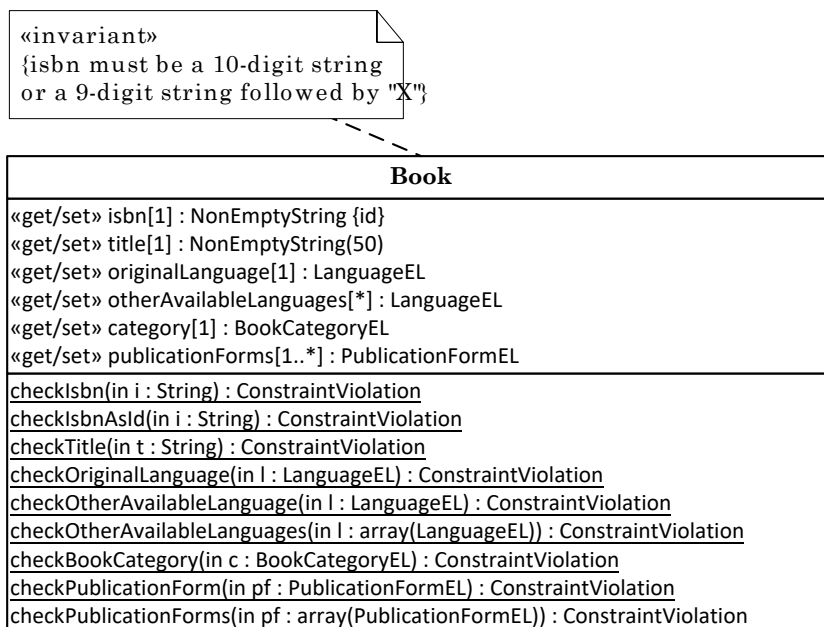 «invariant»
{isbn must be a 10-digit string
or a 9-digit string followed by "X"}
Book
«get/set» isbn[1] : NonEmptyString {id}
«get/set» title[1] : NonEmptyString(50)
«get/set» originalLanguage[1] : LanguageEL
«get/set» otherAvailableLanguages[*] : LanguageEL
«get/set» category[1] : BookCategoryEL
«get/set» publicationForms[1..*] : PublicationFormEL
checkIsbn(in i : String) : ConstraintViolation
checkIsbnAsId(in i : String) : ConstraintViolation
checkTitle(in t : String) : ConstraintViolation
checkOriginalLanguage(in l : LanguageEL) : ConstraintViolation
checkOtherAvailableLanguage(in l : LanguageEL) : ConstraintViolation
checkOtherAvailableLanguages(in l : array(LanguageEL)) : ConstraintViolation
checkBookCategory(in c : BookCategoryEL) : ConstraintViolation
checkPublicationForm(in pf : PublicationFormEL) : ConstraintViolation
checkPublicationForms(in pf : array(PublicationFormEL)) : ConstraintViolation